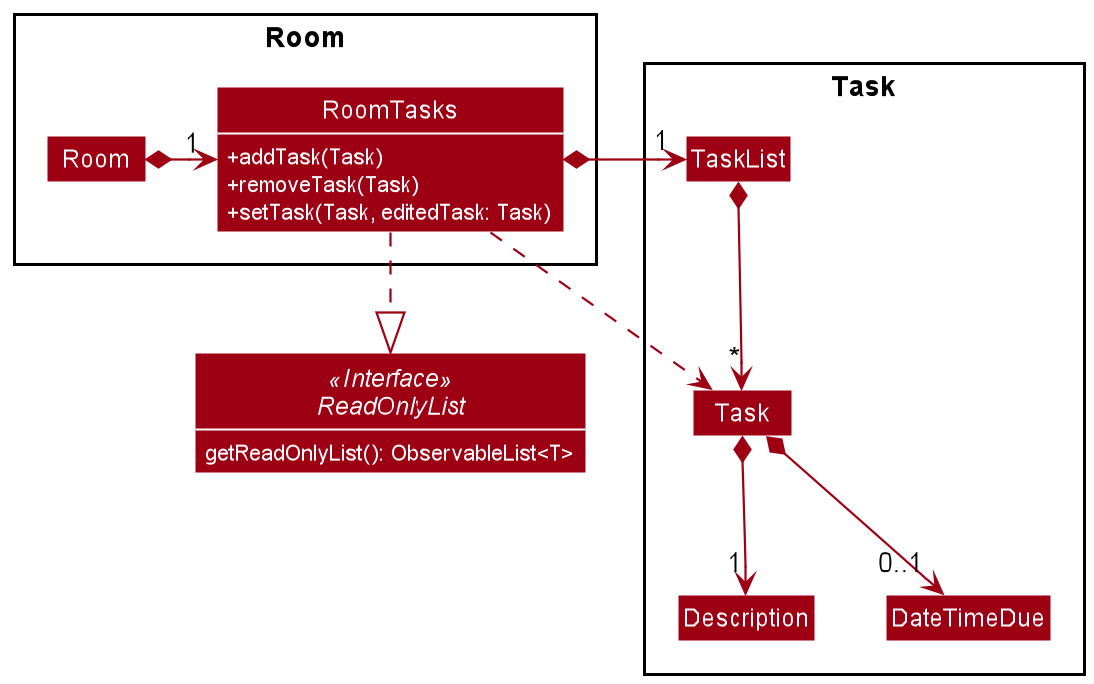 Room
Task
RoomTasks
Room
1
+addTask(Task)
+removeTask(Task)
+setTask(Task, editedTask: Task)
1
TaskList
*
«Interface»
ReadOnlyList
getReadOnlyList(): ObservableList<T>
Task
1
0..1
Description
DateTimeDue